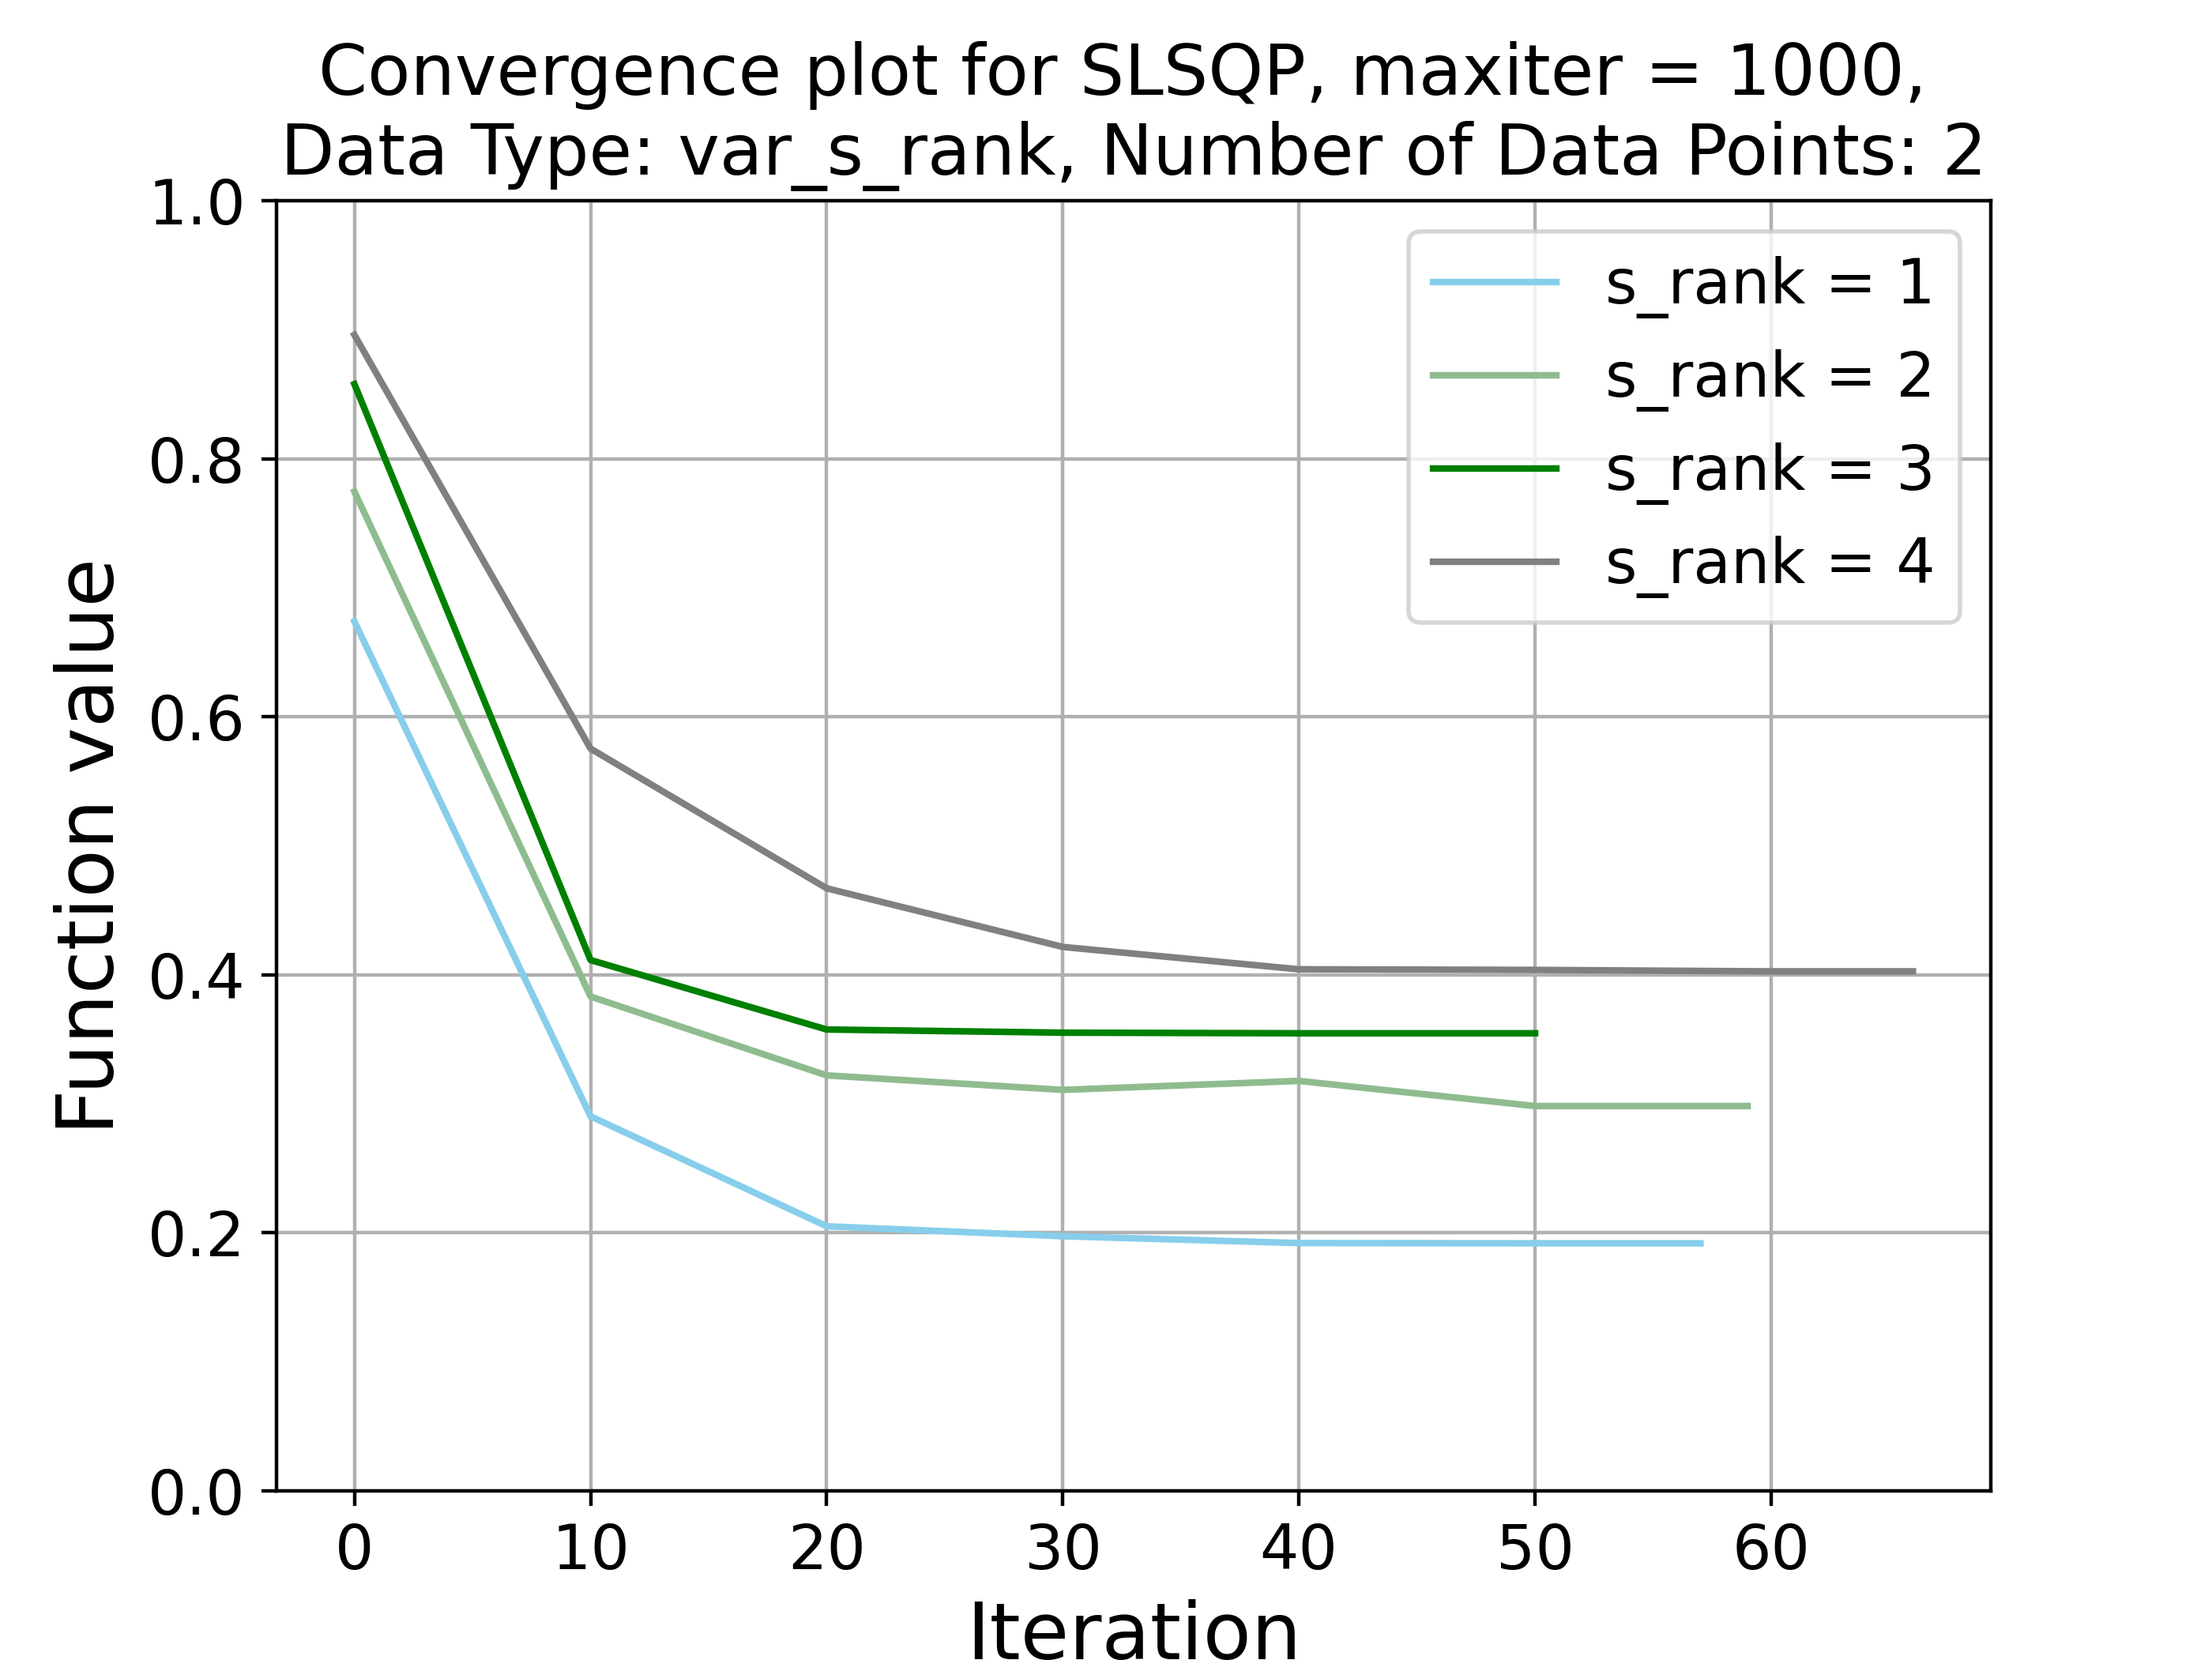 Convergence plot for SLSQP, maxiter = 1000,
Data Type: var_s_rank, Number of Data Points: 2
1.0
0.8
0.6
0.4
0.2
0.0
Function value
s_rank = 1
s_rank = 2
s_rank = 3
s_rank = 4
0 10 20 30 40 50 60
Iteration